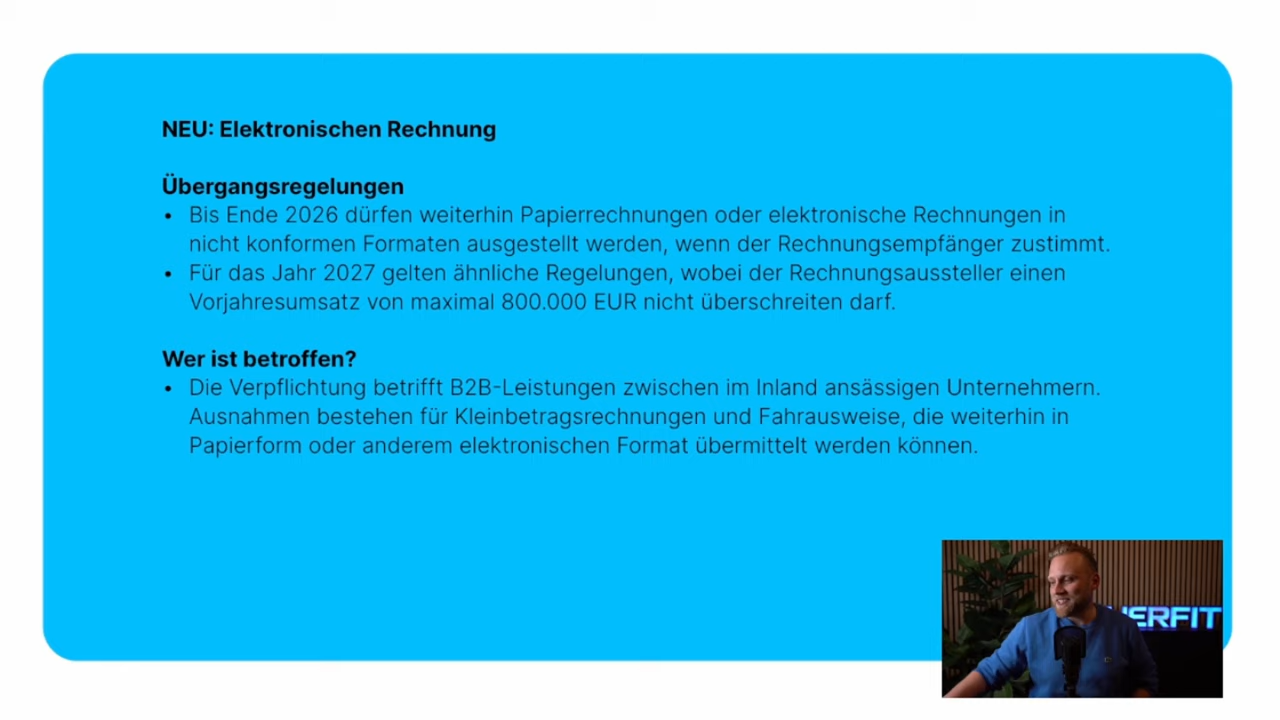 NEU: Elektronischen Rechnung
Übergangsregelungen
• Bis Ende 2026 dürfen weiterhin Papierrechnungen oder elektronische Rechnungen in
nicht konformen Formaten ausgestellt werden, wenn der Rechnungsempfänger zustimmt.
• Für das Jahr 2027 gelten ähnliche Regelungen, wobei der Rechnungsaussteller einen
Vorjahresumsatz von maximal 800.000 EUR nicht überschreiten darf.
Wer ist betroffen?
• Die Verpflichtung betrifft B2B-Leistungen zwischen im Inland ansässigen Unternehmern.
Ausnahmen bestehen für Kleinbetragsrechnungen und Fahrausweise, die weiterhin in
Papierform oder anderem elektronischen Format übermittelt werden können.
ERFIT